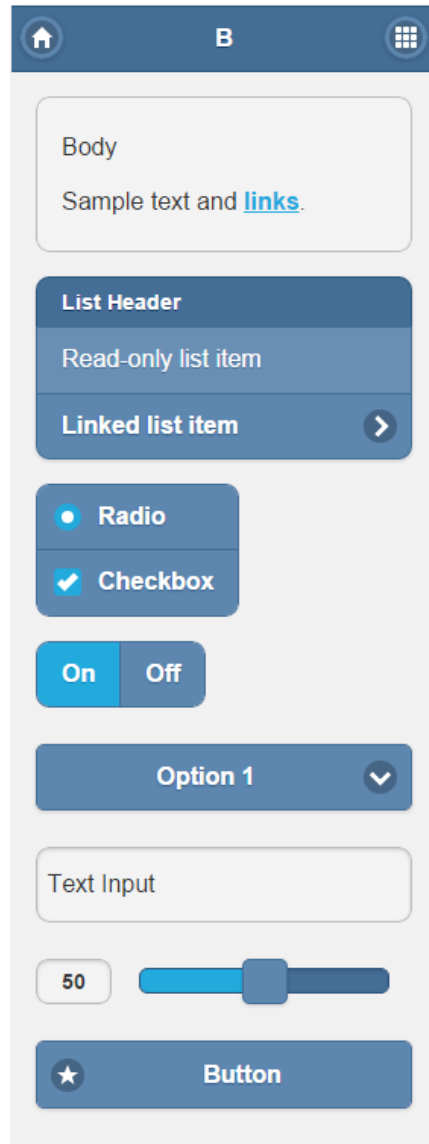 B
Body
Sample text and links.
List Header
Read-only list item
Linked list item
Radio
Checkbox
On Off
Option 1
Text Input
50
Button